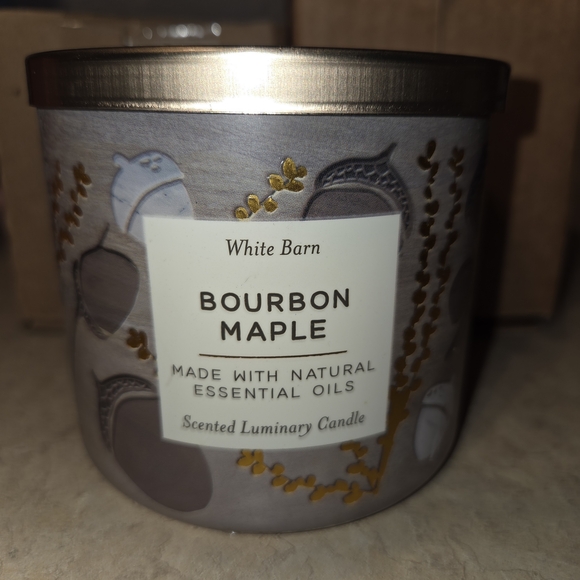 White Barn
BOURBON
MAPLE
MADE WITH NATURAL
ESSENTIAL OILS
Scented Luminary Candle